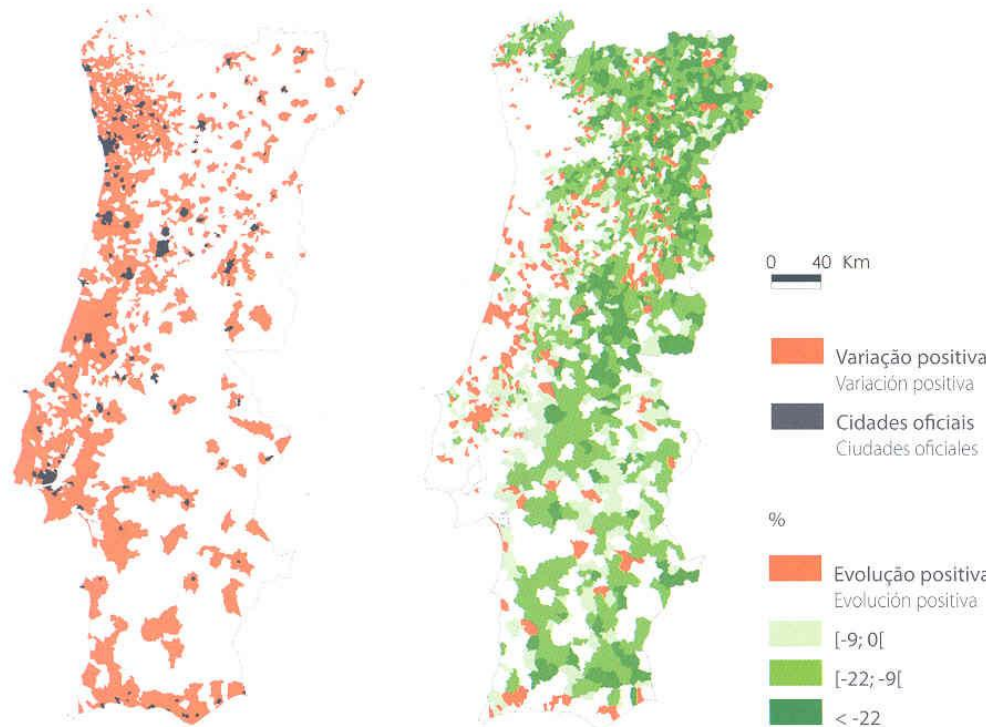 0 40 Km
Variação positiva
Variación positiva
Cidades oficiais
Ciudades oficiales
%
Evolução positiva
Evolución positiva
[-9; 0[
[-22; -9[
< -22